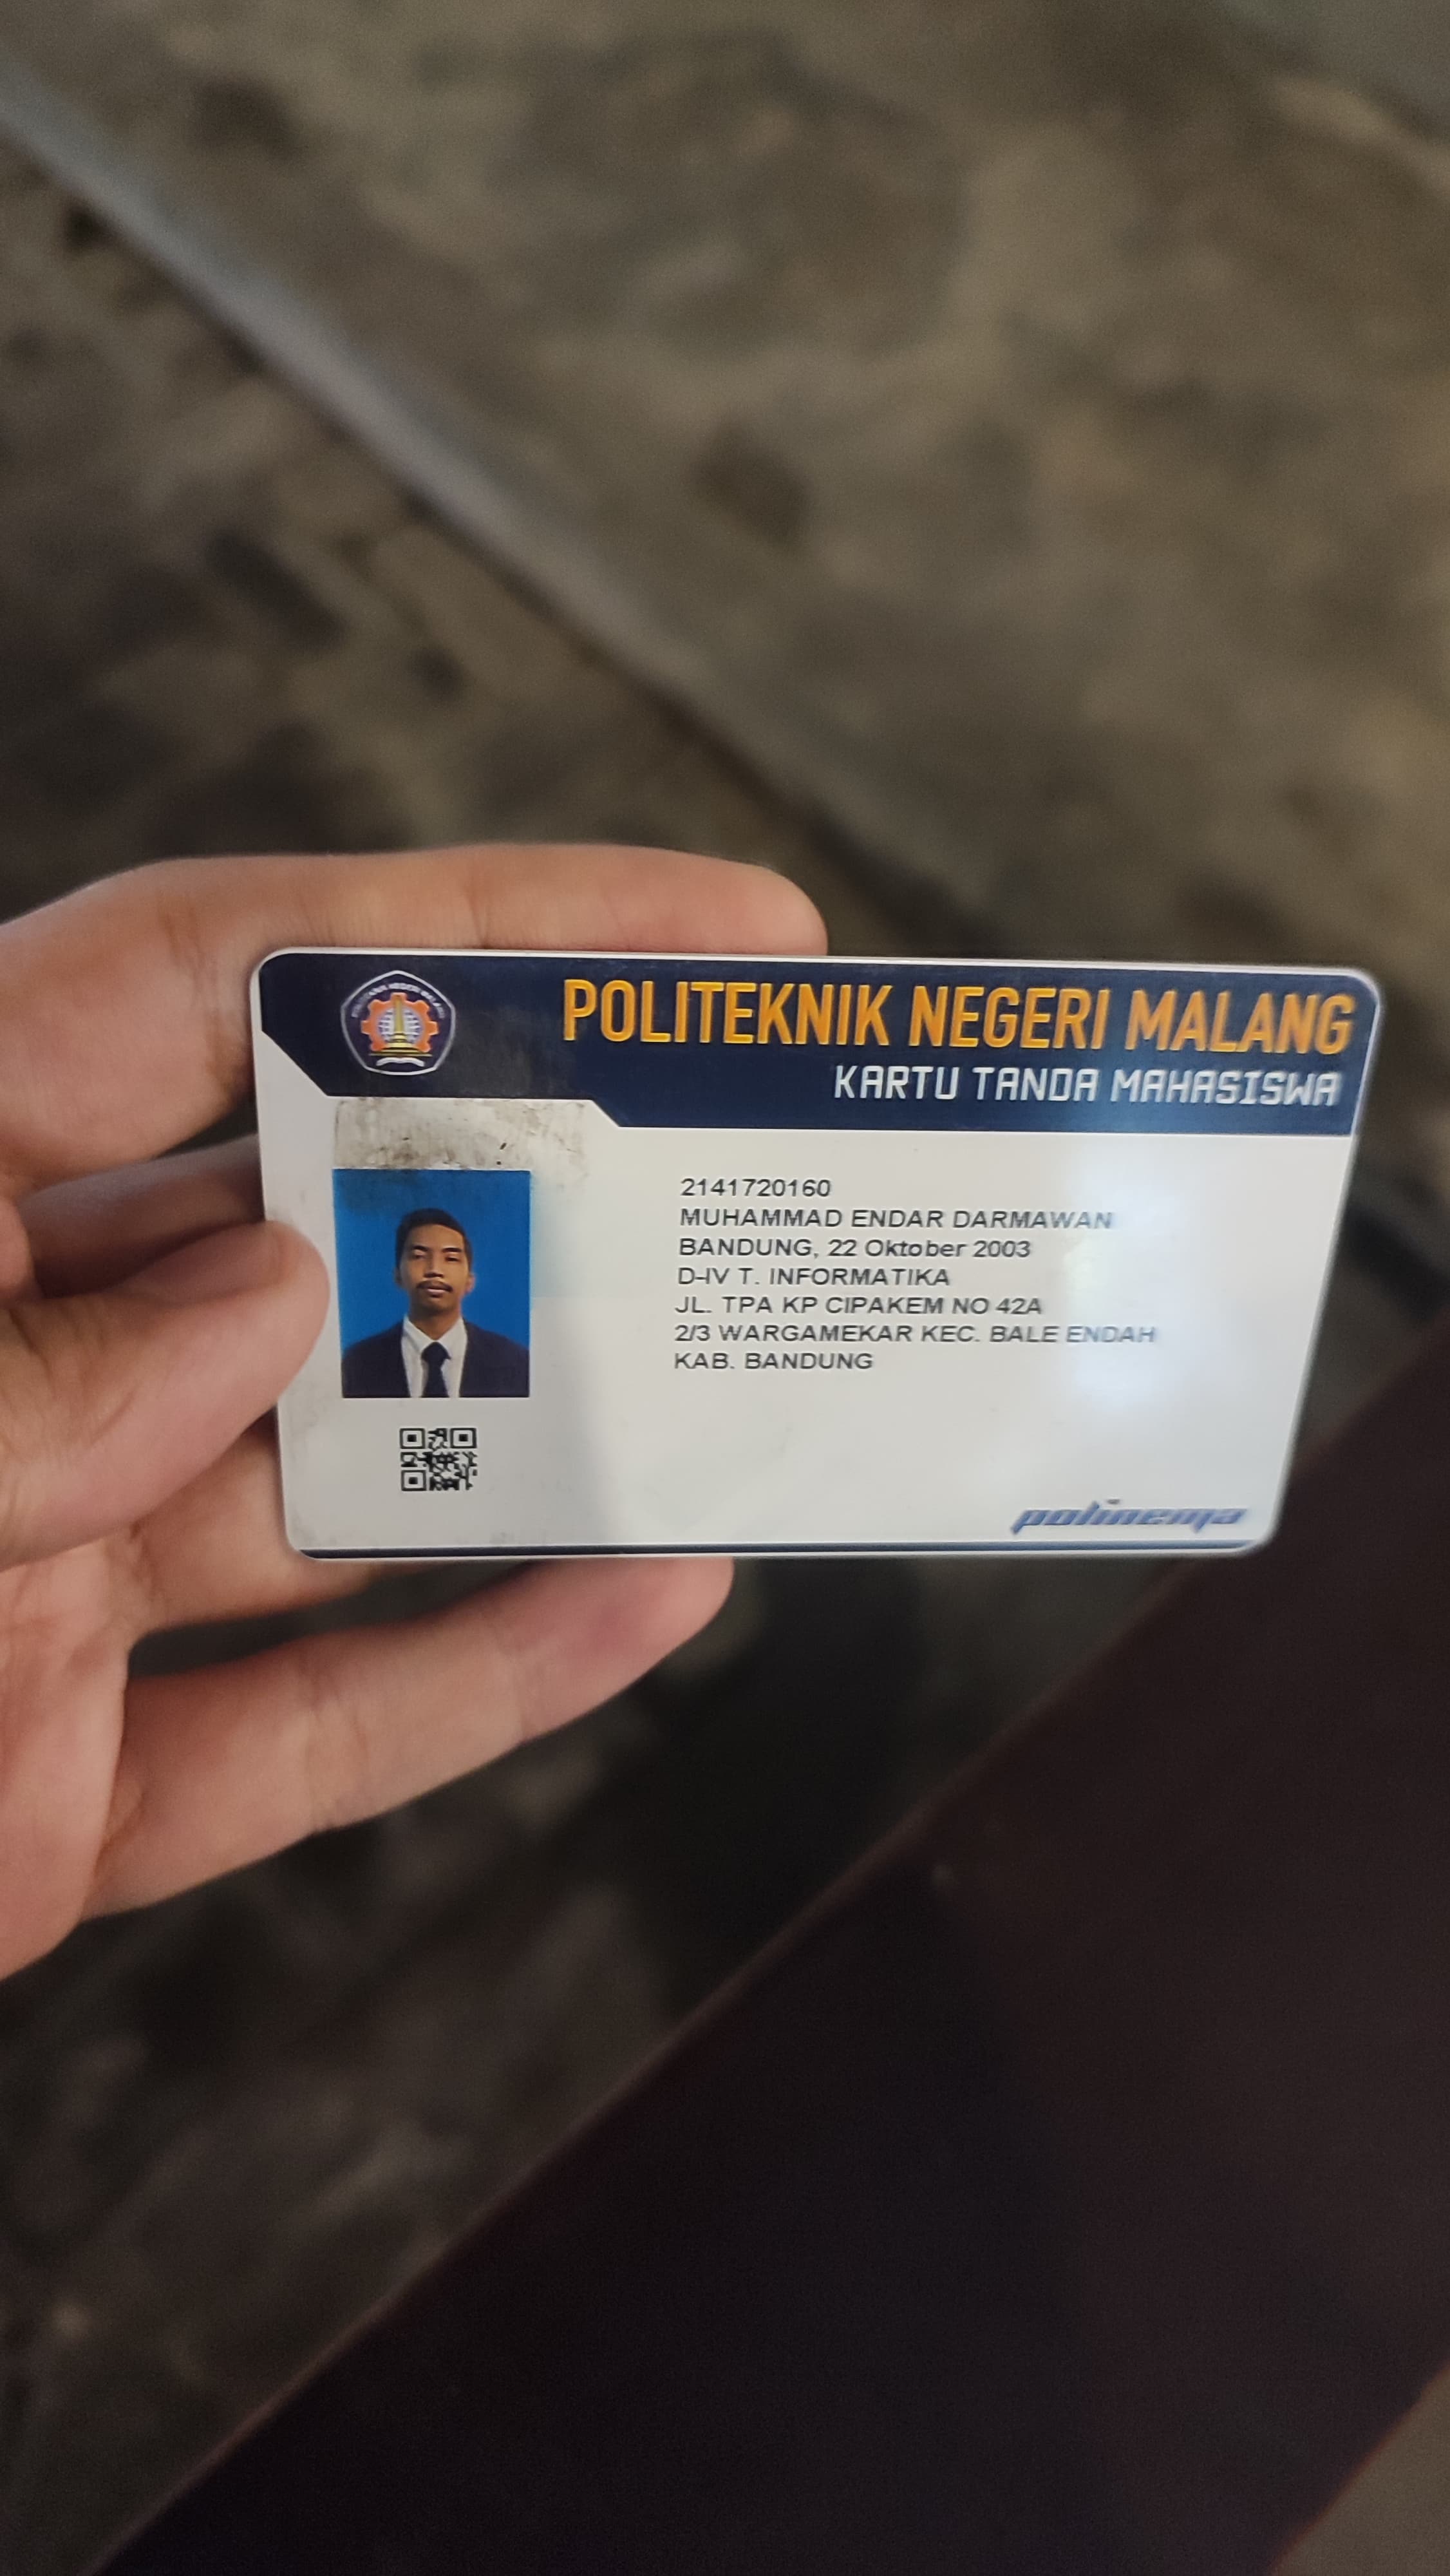 POLITEKNIK NEGERI MALANG
KARTU TANDA MAHASISWA
2141720160
MUHAMMAD ENDAR DARMAWAN
BANDUNG, 22 Oktober 2003
D-IV T. INFORMATIKA
JL. TPA KP CIPAKEM NO 42A
2/3 WARGAMEKAR KEC. BALE ENDAH
KAB. BANDUNG
polinema